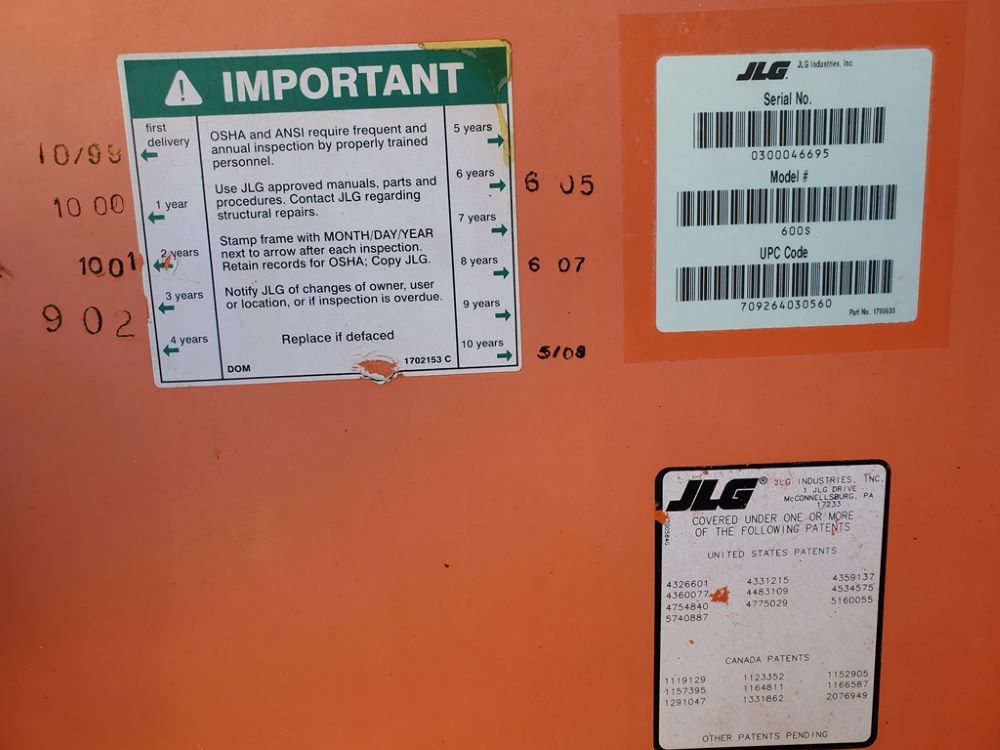 IMPORTANT
first
delivery
10/99
1 year
10 00
2 years
1001
3 years
9 02
4 years
OSHA and ANSI require frequent and
annual inspection by properly trained
personnel.
Use JLG approved manuals, parts and
procedures. Contact JLG regarding
structural repairs.
Stamp frame with MONTH/DAY/YEAR
next to arrow after each inspection.
Retain records for OSHA; Copy JLG.
Notify JLG of changes of owner, user
or location, or if inspection is overdue.
Replace if defaced
DOM
1702153 C
5 years
6 years
6 05
7 years
8 years
6 07
9 years
10 years
5/08
JLG JLG Industries, Inc.
Serial No.
0300046695
Model #
600S
UPC Code
709264030560
Part No. 1703633
JLG® JLG INDUSTRIES, INC.
1 JLG DRIVE
McCONNELLSBURG, PA
17233
COVERED UNDER ONE OR MORE
OF THE FOLLOWING PATENTS
UNITED STATES PATENTS
4326601 4331215 4359137
4360077 4483109 4534575
4754840 4775029 5160055
5740887
CANADA PATENTS
1119129 1123352 1152905
1157395 1164811 1166587
1291047 1331862 2076949
OTHER PATENTS PENDING